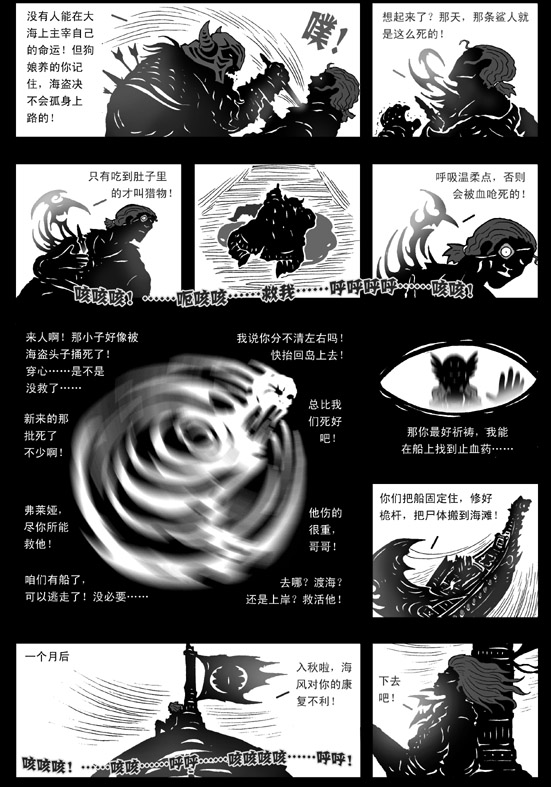 没有人能在大
海上主宰自己
的命运！但狗
娘养的你记
住，海盗决
不会孤身上
路的！
噗！
想起来了？那天，那条鲨人就
是这么死的！
只有吃到肚子里
的才叫猎物！
呼吸温柔点，否则
会被血呛死的！
咳咳咳！……呃咳咳……救我……呼呼呼呼……咳咳！
来人啊！那小子好像被
海盗头子捅死了！
穿心……是不是
没救了……
我说你分不清左右吗！
快抬回岛上去！
新来的那
批死了
不少啊！
总比我
们死好
吧！
弗莱娅，
尽你所能
救他！
他伤的
很重，
哥哥！
咱们有船了，
可以逃走了！没必要……
去哪？渡海？
还是上岸？救活他！
那你最好祈祷，我能
在船上找到止血药……
你们把船固定住，修好
桅杆，把尸体搬到海滩！
一个月后
入秋啦，海
风对你的康
复不利！
咳咳咳！……咳咳……呼呼……咳咳咳咳……呼呼！
下去
吧！